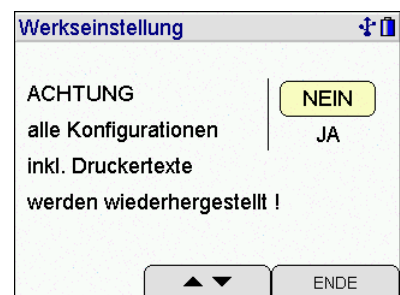 Werkseinstellung
ACHTUNG
alle Konfigurationen
inkl. Druckertexte
werden wiederhergestellt !
NEIN
JA
ENDE